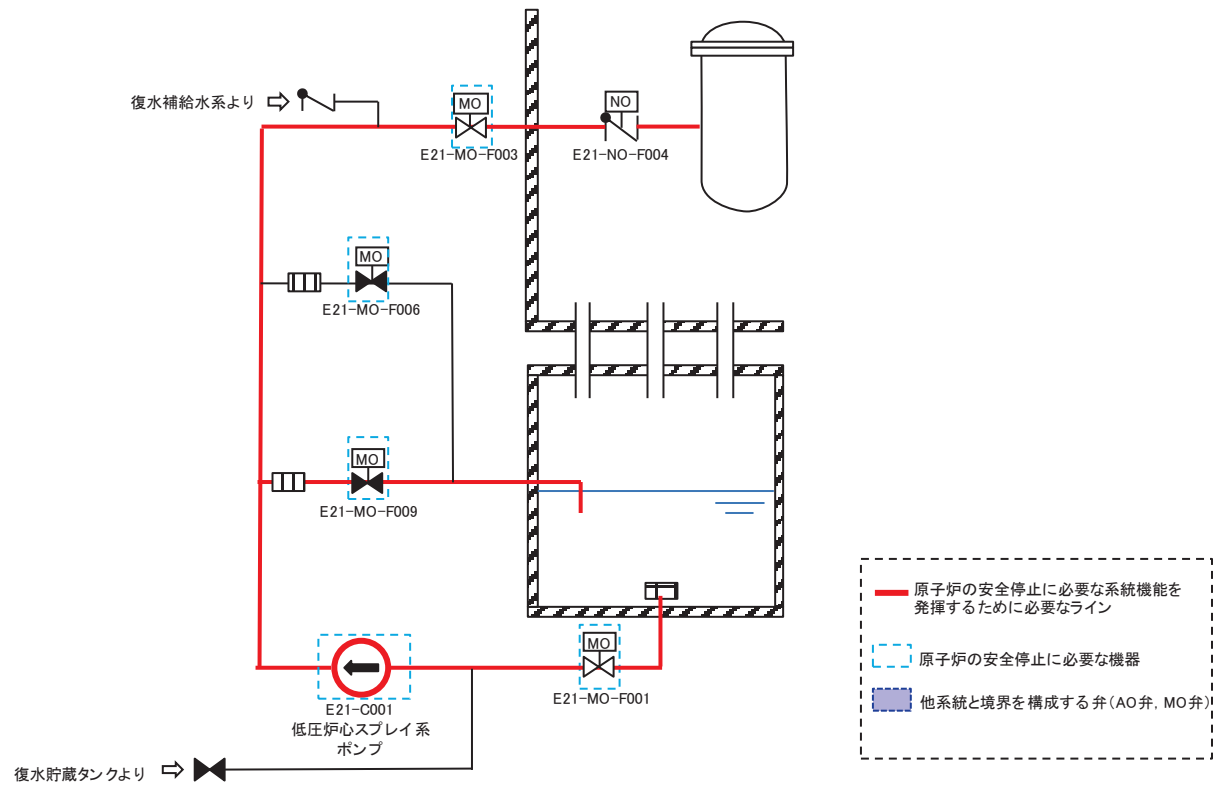 復水補給水系より
MO
NO
E21-MO-F003
E21-NO-F004
MO
E21-MO-F006
MO
E21-MO-F009
MO
E21-MO-F001
E21-C001
低圧炉心スプレイ系
ポンプ
復水貯蔵タンクより
原子炉の安全停止に必要な系統機能を
発揮するために必要なライン
原子炉の安全停止に必要な機器
他系統と境界を構成する弁(AO弁, MO弁)